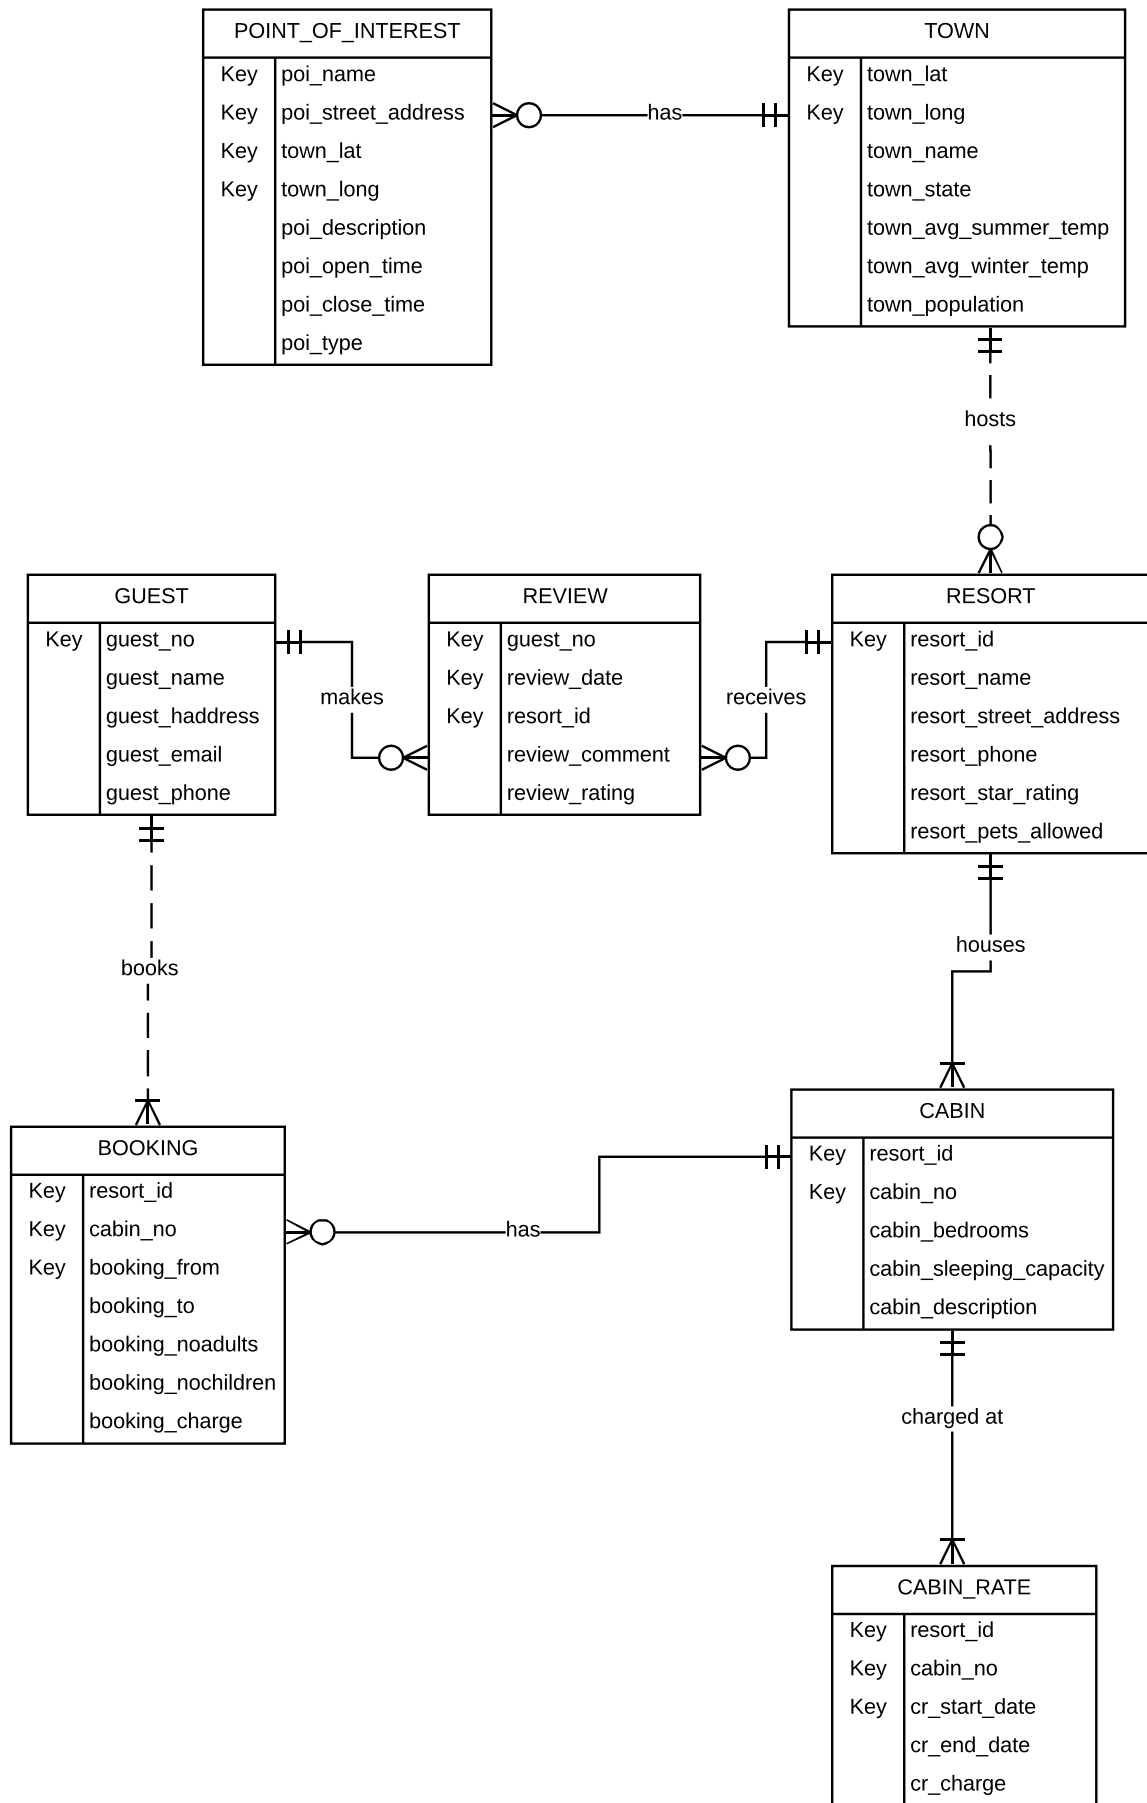 POINT_OF_INTEREST
Key poi_name
Key poi_street_address
Key town_lat
Key town_long
poi_description
poi_open_time
poi_close_time
poi_type
has
TOWN
Key town_lat
Key town_long
town_name
town_state
town_avg_summer_temp
town_avg_winter_temp
town_population
hosts
GUEST
Key guest_no
guest_name
guest_haddress
guest_email
guest_phone
makes
REVIEW
Key guest_no
Key review_date
Key resort_id
review_comment
review_rating
receives
RESORT
Key resort_id
resort_name
resort_street_address
resort_phone
resort_star_rating
resort_pets_allowed
books
houses
BOOKING
Key resort_id
Key cabin_no
Key booking_from
booking_to
booking_noadults
booking_nochildren
booking_charge
has
CABIN
Key resort_id
Key cabin_no
cabin_bedrooms
cabin_sleeping_capacity
cabin_description
charged at
CABIN_RATE
Key resort_id
Key cabin_no
Key cr_start_date
cr_end_date
cr_charge